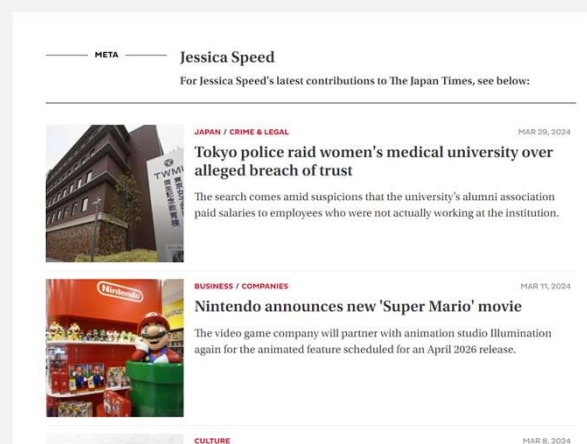 META
Jessica Speed
For Jessica Speed's latest contributions to The Japan Times, see below:
JAPAN / CRIME & LEGAL
MAR 29, 2024
Tokyo police raid women's medical university over
alleged breach of trust
The search comes amid suspicions that the university's alumni association
paid salaries to employees who were not actually working at the institution.
TWMU
BUSINESS / COMPANIES
MAR 11, 2024
Nintendo announces new 'Super Mario' movie
The video game company will partner with animation studio Illumination
again for the animated feature scheduled for an April 2026 release.
Nintendo
CULTURE
MAR 8, 2024